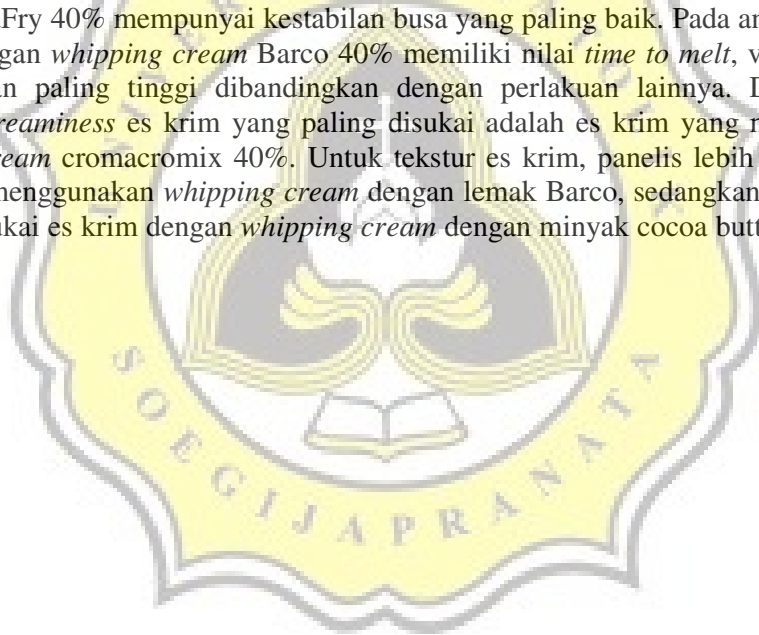 Fry 40% mempunyai kestabilan busa yang paling baik. Pada an
gan whipping cream Barco 40% memiliki nilai time to melt, v
an paling tinggi dibandingkan dengan perlakuan lainnya. D
reaminess es krim yang paling disukai adalah es krim yang m
eam cromacromix 40%. Untuk tekstur es krim, panelis lebih
menggunakan whipping cream dengan lemak Barco, sedangkan
ukai es krim dengan whipping cream dengan minyak cocoa butt
SOEGIJAPRANATA